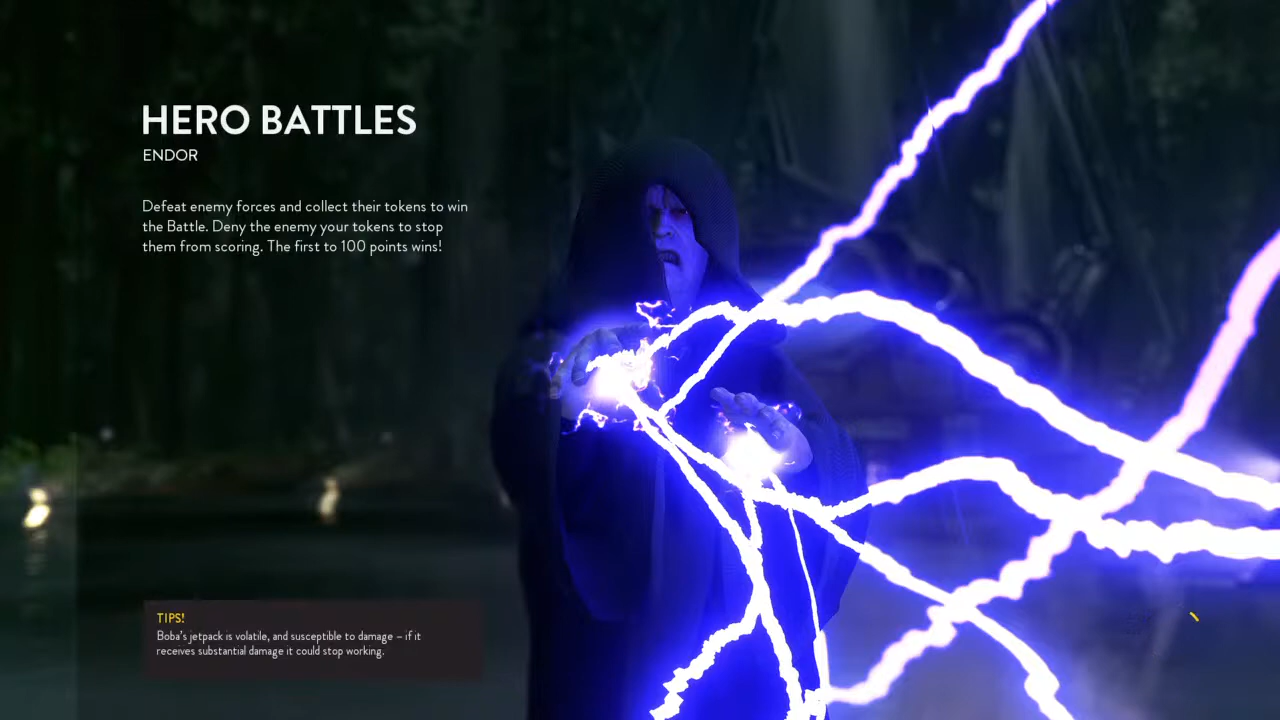 HERO BATTLES
ENDOR
Defeat enemy forces and collect their tokens to win
the Battle. Deny the enemy your tokens to stop
them from scoring. The first to 100 points wins!
TIPS!
Boba's jetpack is volatile, and susceptible to damage – if it
receives substantial damage it could stop working.